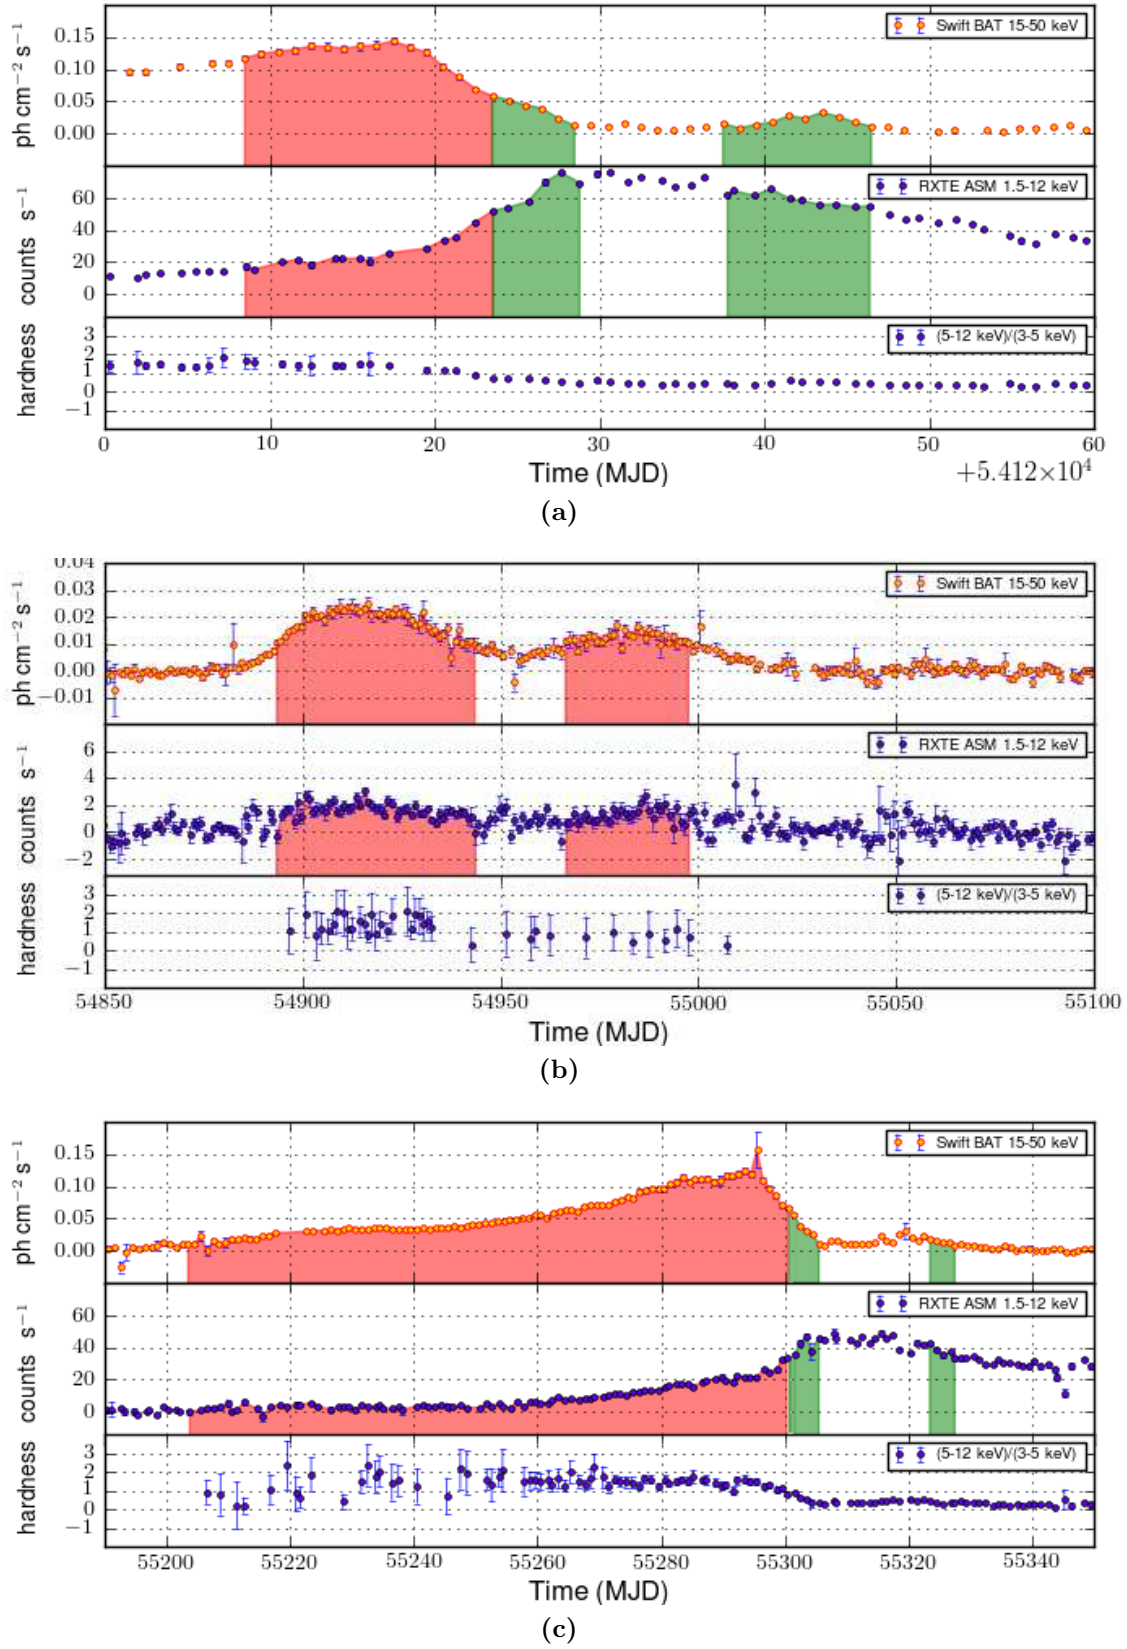 ph cm−2 s−1
0.15
0.10
0.05
0.00
Swift BAT 15-50 keV
counts s−1
60
40
20
0
RXTE ASM 1.5-12 keV
hardness
3
2
1
0
−1
(5-12 keV)/(3-5 keV)
0 10 20 30 40 50 60
Time (MJD)
+5.412×10^4
(a)
ph cm−2 s−1
0.04
0.03
0.02
0.01
0.00
−0.01
Swift BAT 15-50 keV
counts s−1
6
4
2
0
−2
RXTE ASM 1.5-12 keV
hardness
3
2
1
0
−1
(5-12 keV)/(3-5 keV)
54850 54900 54950 55000 55050 55100
Time (MJD)
(b)
ph cm−2 s−1
0.15
0.10
0.05
0.00
Swift BAT 15-50 keV
counts s−1
60
40
20
0
RXTE ASM 1.5-12 keV
hardness
3
2
1
0
−1
(5-12 keV)/(3-5 keV)
55200 55220 55240 55260 55280 55300 55320 55340
Time (MJD)
(c)